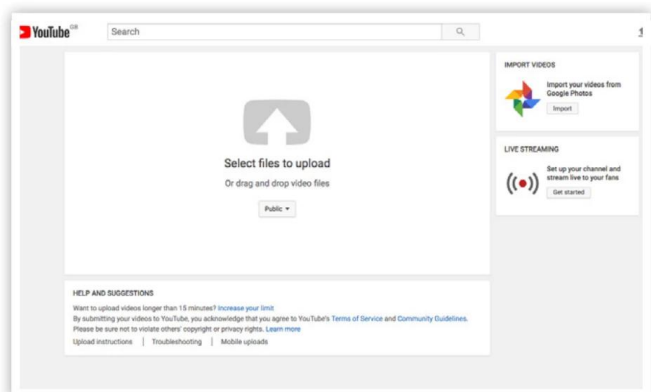 YouTube GB
Search
Select files to upload
Or drag and drop video files
Public
IMPORT VIDEOS
Import your videos from
Google Photos
Import
LIVE STREAMING
Set up your channel and
stream live to your fans
Get started
HELP AND SUGGESTIONS
Want to upload videos longer than 15 minutes? Increase your limit
By submitting your videos to YouTube, you acknowledge that you agree to YouTube's Terms of Service and Community Guidelines.
Please be sure not to violate others' copyright or privacy rights. Learn more
Upload instructions | Troubleshooting | Mobile uploads